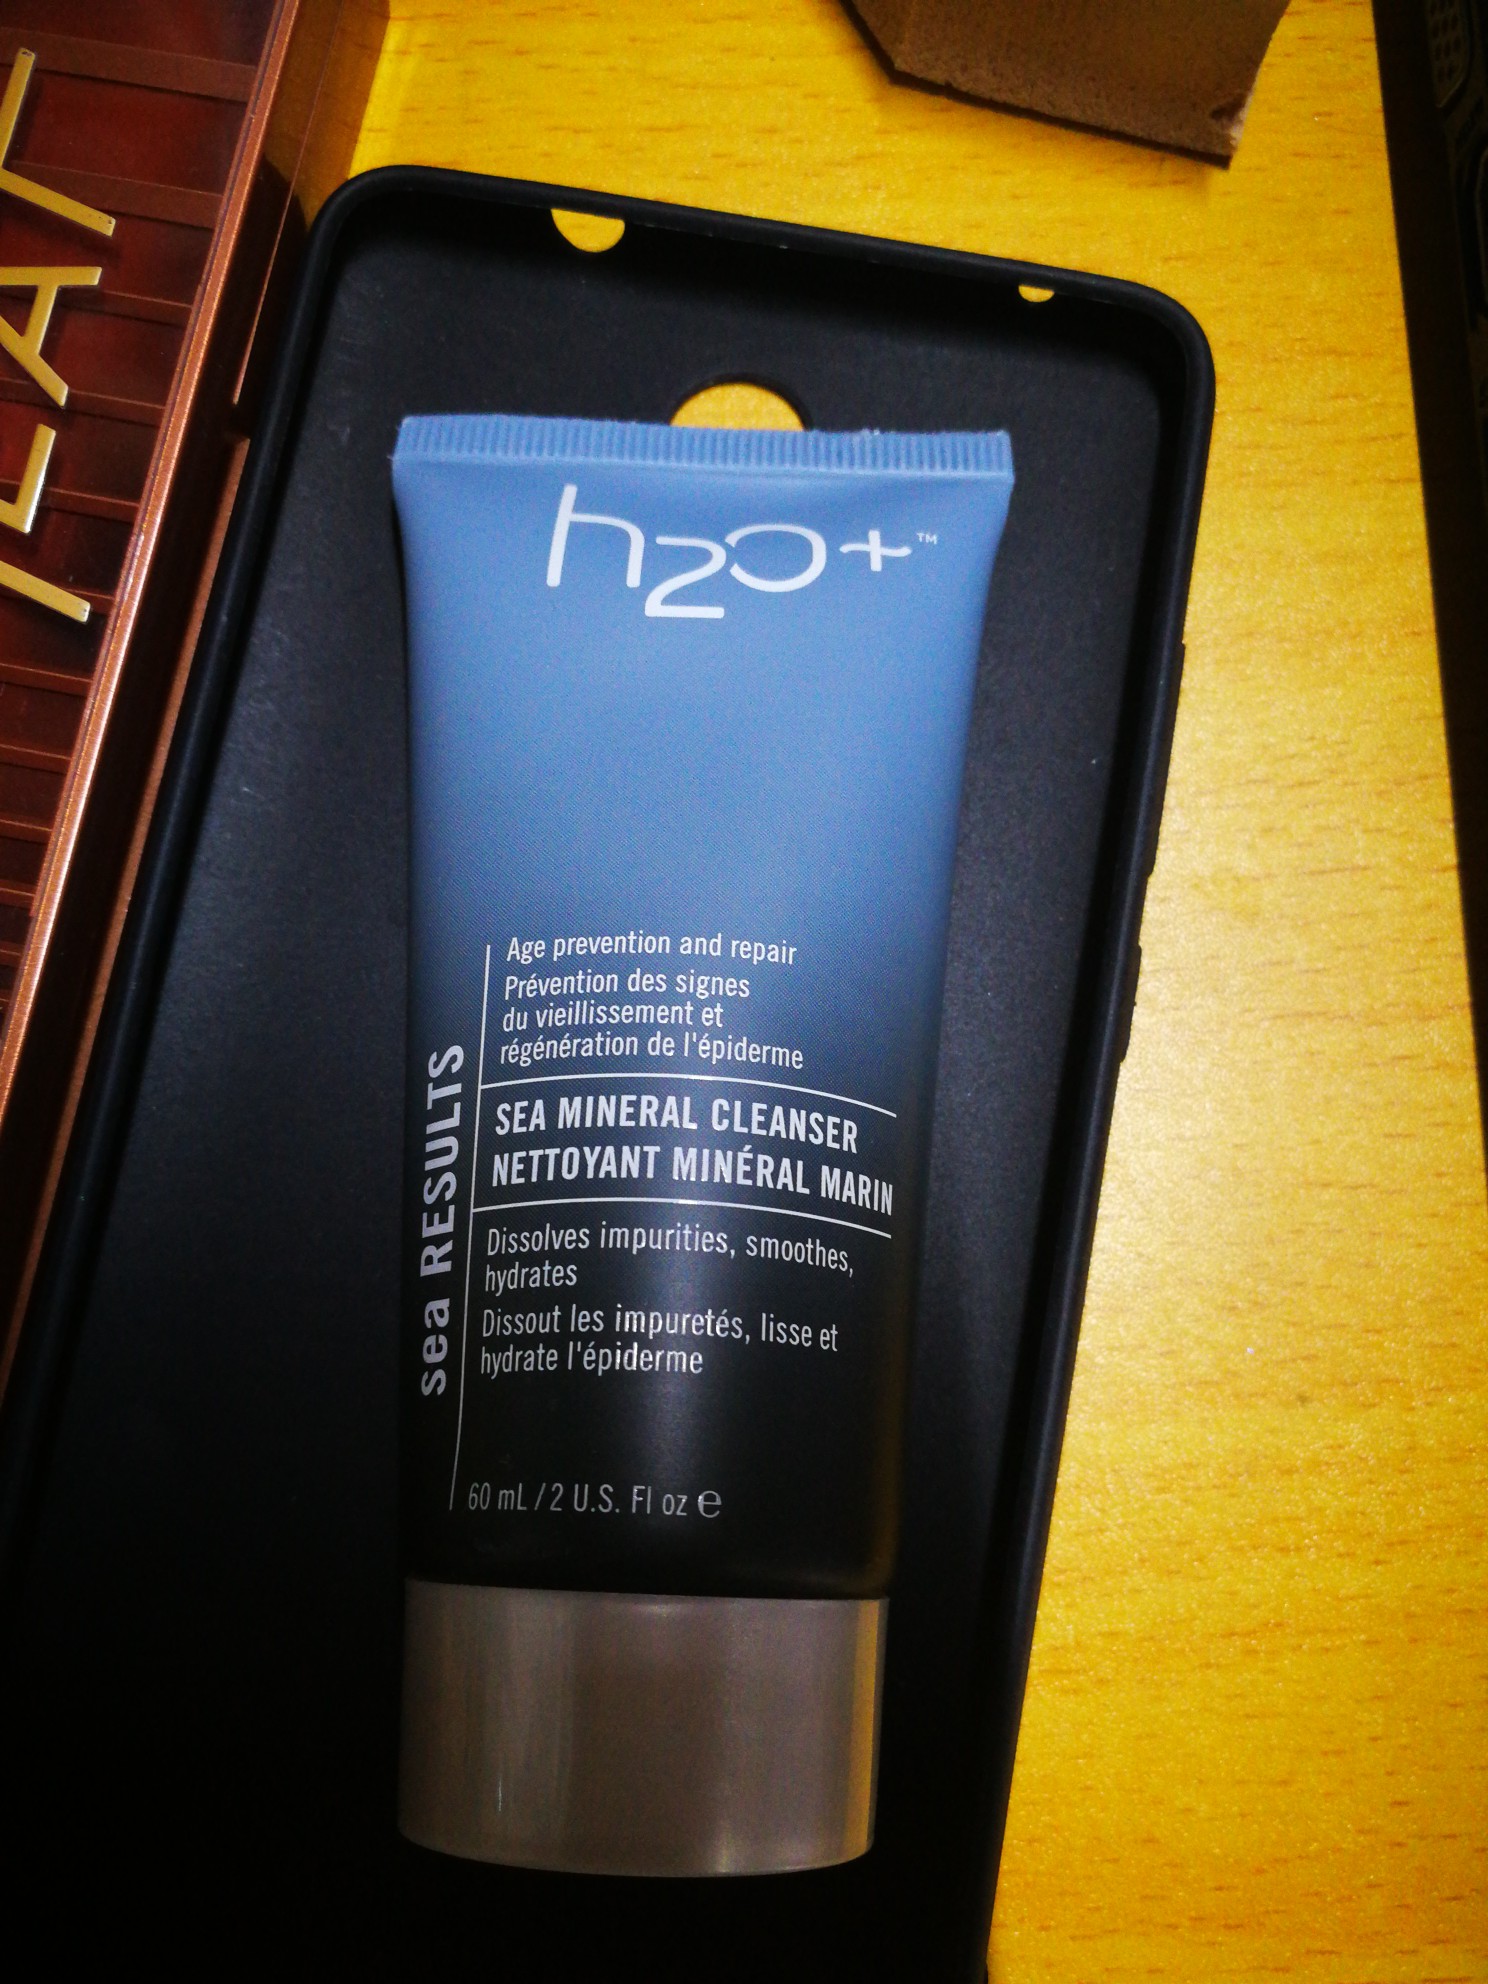 h2o+™
Age prevention and repair
Prévention des signes
du vieillissement et
régénération de l'épiderme
sea RESULTS
SEA MINERAL CLEANSER
NETTOYANT MINÉRAL MARIN
Dissolves impurities, smoothes,
hydrates
Dissout les impuretés, lisse et
hydrate l'épiderme
60 mL / 2 U.S. Fl oz e